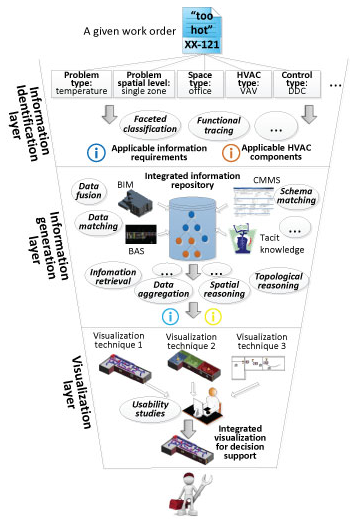 A given work order
"too
hot"
XX-121
Problem
type:
temperature
Problem
spatial level:
single zone
Space
type:
office
HVAC
type:
VAV
Control
type:
DDC
...
Information
Identification
layer
Faceted
classification
Functional
tracing
...
Applicable information
requirements
Applicable HVAC
components
Information
generation
layer
Integrated information
repository
Data
fusion
BIM
CMMS
Schema
matching
Data
matching
BAS
Tacit
knowledge
...
Infomation
retrieval
...
...
Data
aggregation
Spatial
reasoning
Topological
reasoning
Visualization
layer
Visualization
technique 1
Visualization
technique 2
Visualization
technique 3
Usability
studies
Integrated
visualization
for decision
support